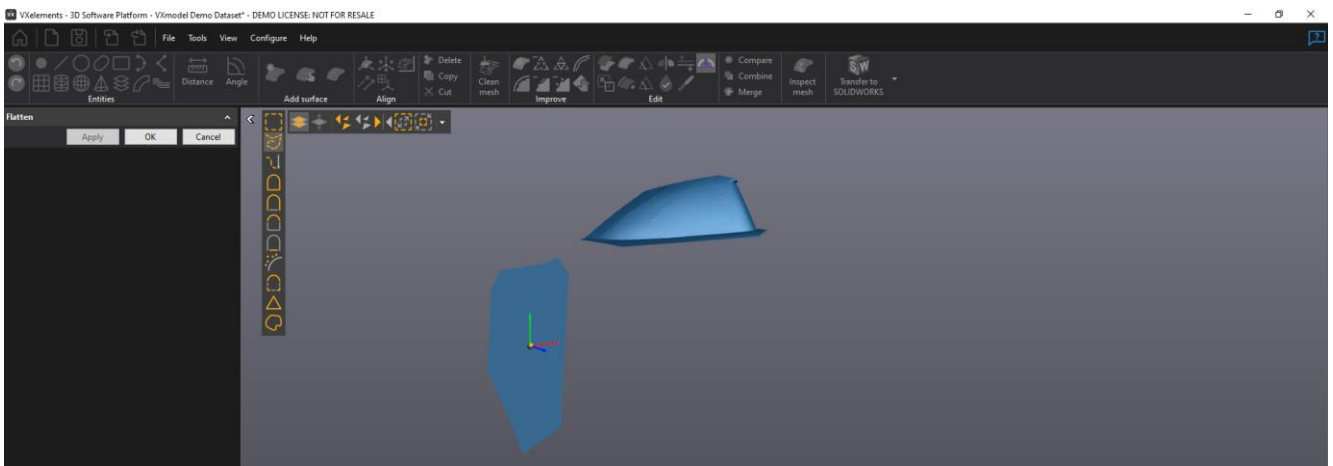 VXelements - 3D Software Platform - VXmodel Demo Dataset* - DEMO LICENSE: NOT FOR RESALE
File Tools View Configure Help
Delete
Copy
Cut
Distance Angle
Clean mesh
Compare
Combine
Merge
Inspect mesh
Transfer to SOLIDWORKS
Entities Add surface Align Improve Edit
Flatten
Apply OK Cancel